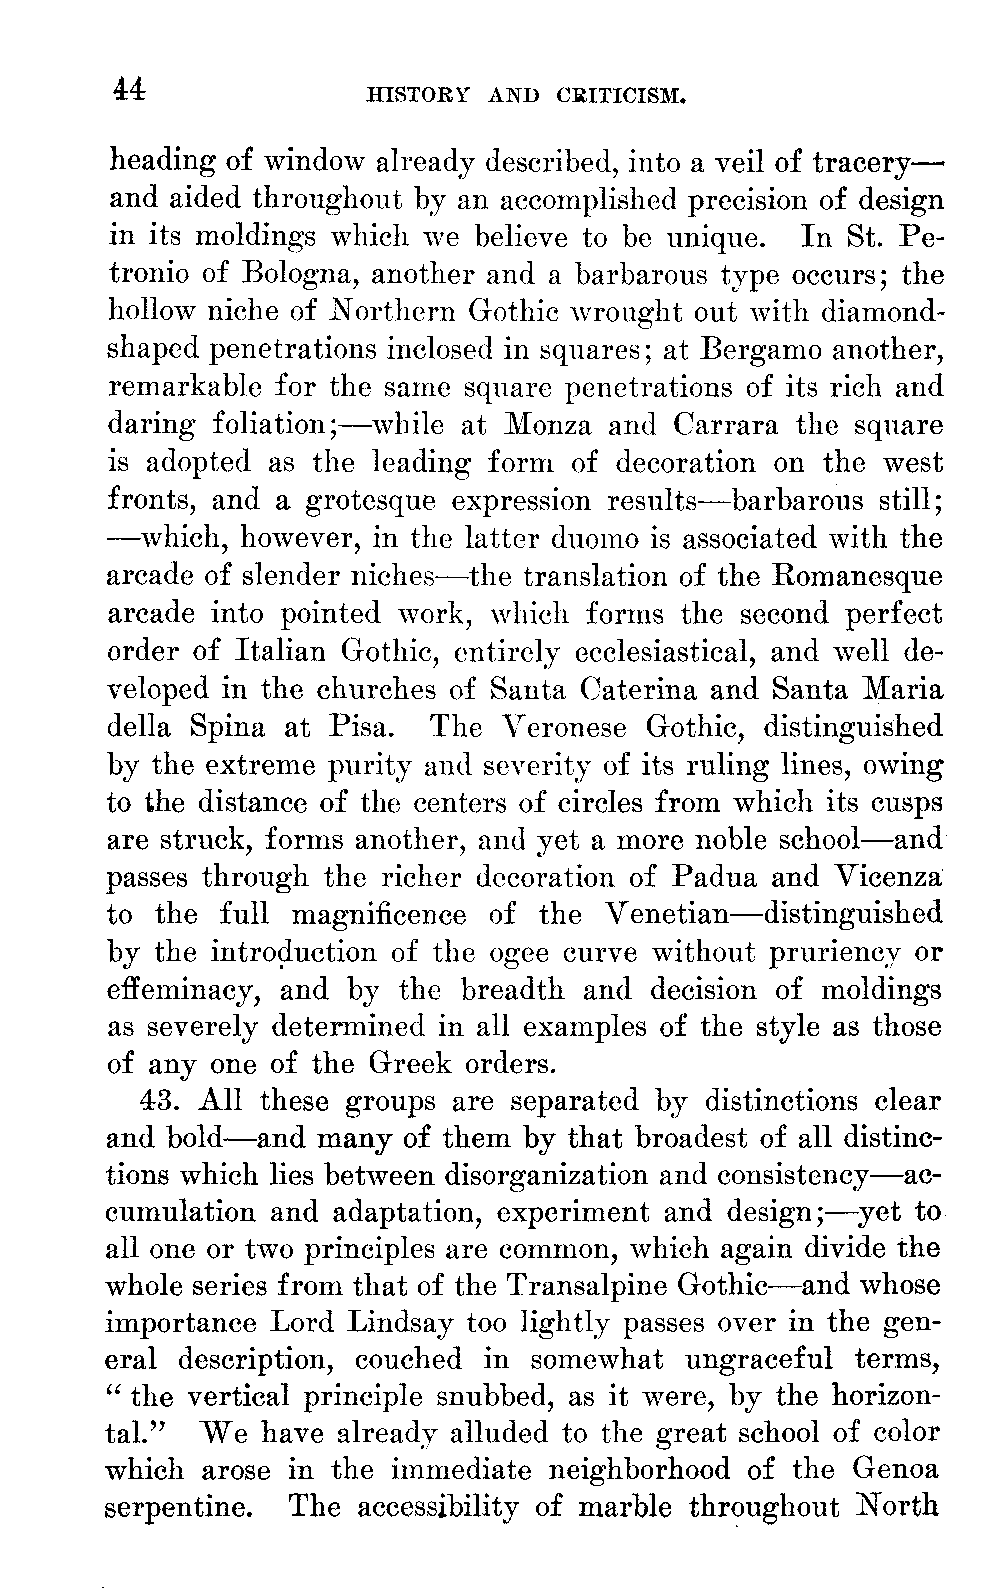 44 HISTORY AND CRITICISM.
heading of window already described, into a veil of tracery—
and aided throughout by an accomplished precision of design
in its moldings which we believe to be unique. In St. Pe-
tronio of Bologna, another and a barbarous type occurs; the
hollow niche of Northern Gothic wrought out with diamond-
shaped penetrations inclosed in squares; at Bergamo another,
remarkable for the same square penetrations of its rich and
daring foliation;—while at Monza and Carrara the square
is adopted as the leading form of decoration on the west
fronts, and a grotesque expression results—barbarous still;
—which, however, in the latter duomo is associated with the
arcade of slender niches—the translation of the Romanesque
arcade into pointed work, which forms the second perfect
order of Italian Gothic, entirely ecclesiastical, and well de-
veloped in the churches of Santa Caterina and Santa Maria
della Spina at Pisa. The Veronese Gothic, distinguished
by the extreme purity and severity of its ruling lines, owing
to the distance of the centers of circles from which its cusps
are struck, forms another, and yet a more noble school—and
passes through the richer decoration of Padua and Vicenza
to the full magnificence of the Venetian—distinguished
by the introduction of the ogee curve without pruriency or
effeminacy, and by the breadth and decision of moldings
as severely determined in all examples of the style as those
of any one of the Greek orders.
43. All these groups are separated by distinctions clear
and bold—and many of them by that broadest of all distinc-
tions which lies between disorganization and consistency—ac-
cumulation and adaptation, experiment and design;—yet to
all one or two principles are common, which again divide the
whole series from that of the Transalpine Gothic—and whose
importance Lord Lindsay too lightly passes over in the gen-
eral description, couched in somewhat ungraceful terms,
“the vertical principle snubbed, as it were, by the horizon-
tal.” We have already alluded to the great school of color
which arose in the immediate neighborhood of the Genoa
serpentine. The accessibility of marble throughout North